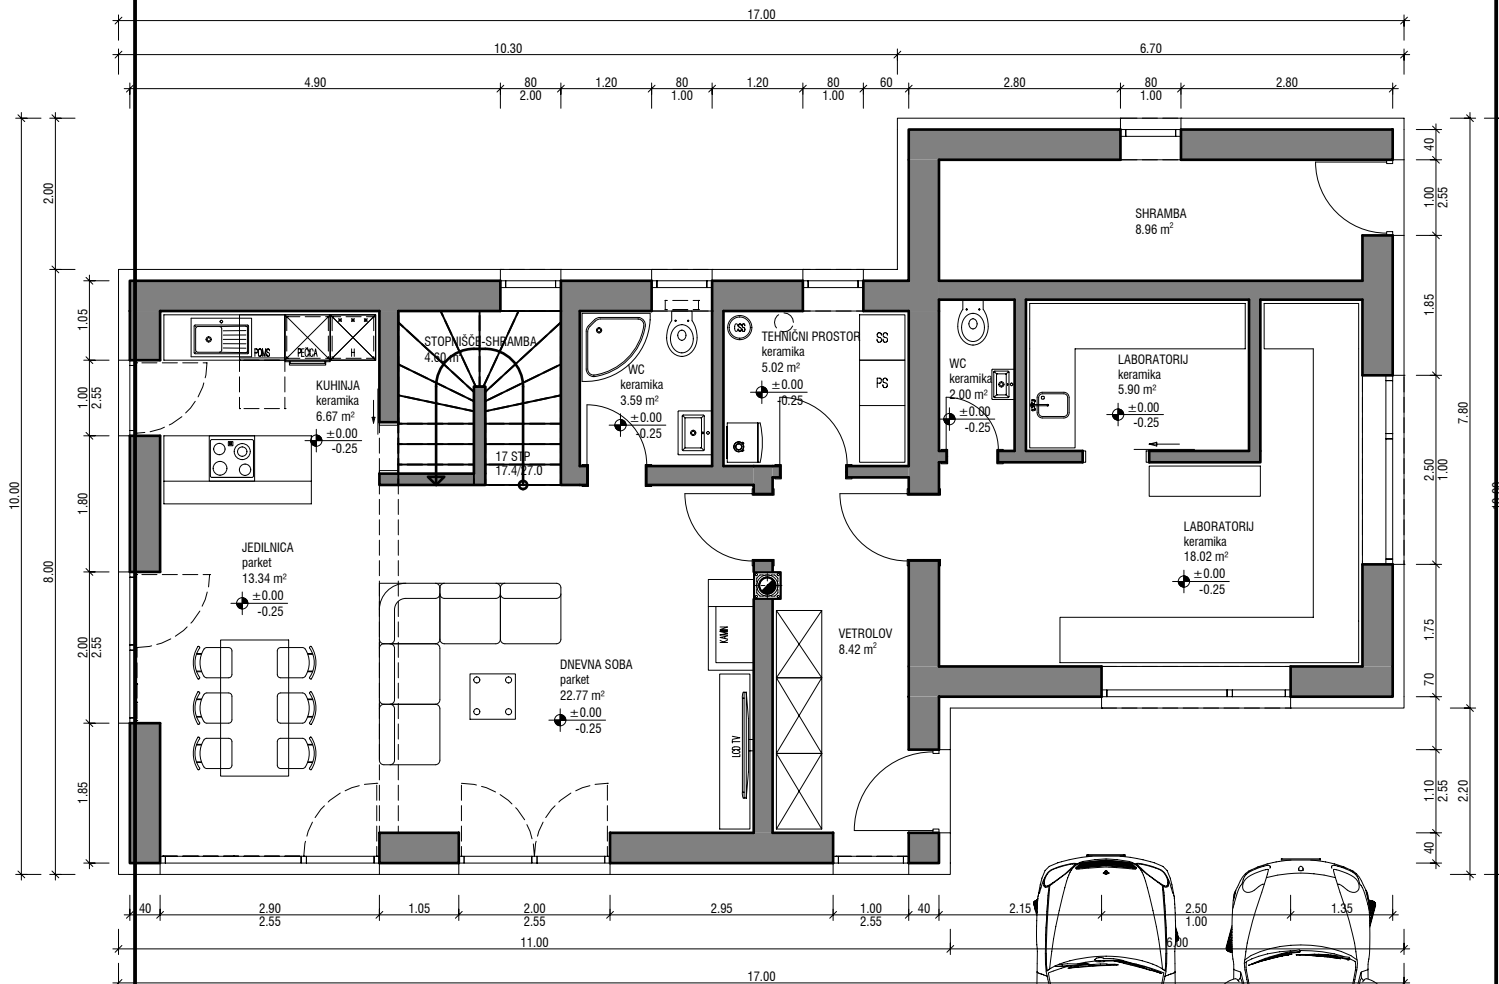 17.00
10.30 6.70
4.90 80 1.20 80 1.20 80 60 2.80 80 2.80
2.00 1.00 1.00 1.00
10.00
2.00
8.00
1.05
1.00
2.55
1.80
2.00
2.55
1.85
POMS PEČICA H
KUHINJA
keramika
6.67 m²
±0.00
-0.25
STOPNIŠČE-SHRAMBA
4.60 m²
17 STP
17.4/27.0
WC
keramika
3.59 m²
±0.00
-0.25
CSS
TEHNIČNI PROSTOR
keramika
5.02 m²
±0.00
-0.25
SS
PS
SHRAMBA
8.96 m²
WC
keramika
2.00 m²
±0.00
-0.25
LABORATORIJ
keramika
5.90 m²
±0.00
-0.25
LABORATORIJ
keramika
18.02 m²
±0.00
-0.25
JEDILNICA
parket
13.34 m²
±0.00
-0.25
DNEVNA SOBA
parket
22.77 m²
±0.00
-0.25
KAMIN
LCD TV
VETROLOV
8.42 m²
40
1.00
2.55
1.85
2.50
1.00
1.75
70
1.10
2.55
40
7.80
2.20
40 2.90 1.05 2.00 2.95 1.00 40 2.15 2.50 1.35
2.55 2.55 2.55 1.00
11.00 6.00
17.00